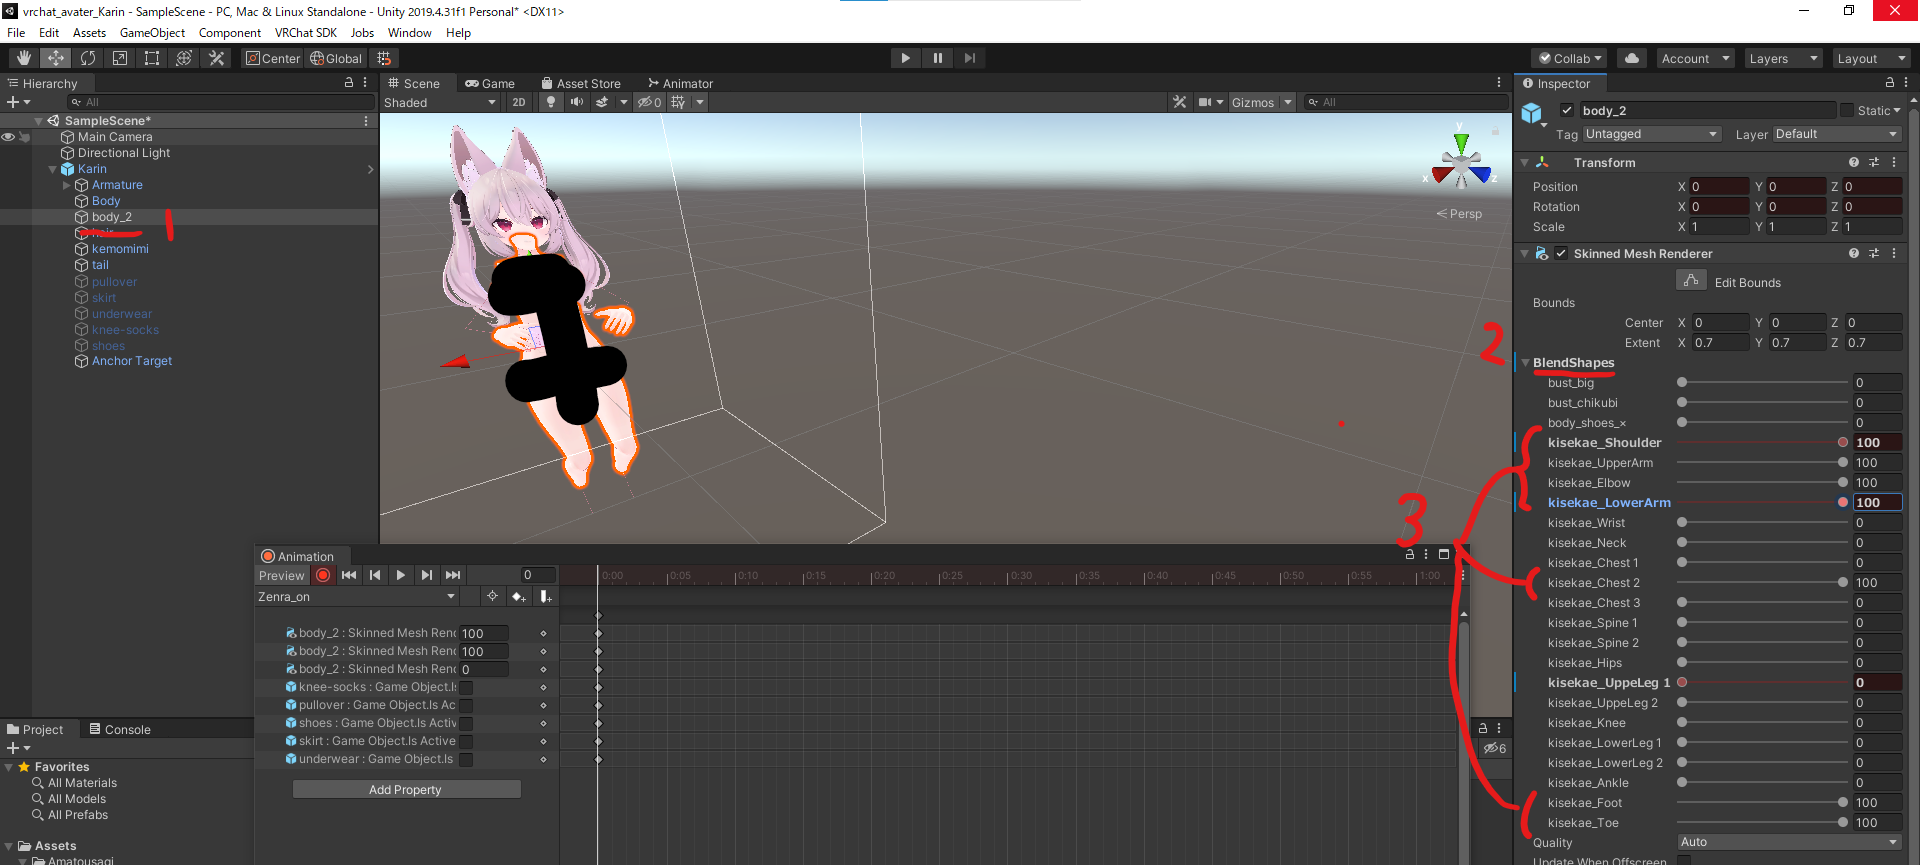 vrchat_avater_Karin - SampleScene - PC, Mac & Linux Standalone - Unity 2019.4.31f1 Personal* <DX11>
File Edit Assets GameObject Component VRChat SDK Jobs Window Help
Center Global Collab Account Layers Layout
Hierarchy
All
SampleScene*
Main Camera
Directional Light
Karin
Armature
Body
body_2
hair
kemomimi
tail
pullover
skirt
underwear
knee-socks
shoes
Anchor Target
1
Scene Game Asset Store Animator
Shaded 2D 0 Gizmos All
y
x z
Persp
2
3
Animation
Preview 0
0:00 0:05 0:10 0:15 0:20 0:25 0:30 0:35 0:40 0:45 0:50 0:55 1:00
Zenra_on
body_2 : Skinned Mesh Ren 100
body_2 : Skinned Mesh Ren 100
body_2 : Skinned Mesh Ren 0
knee-socks : Game Object.Is
pullover : Game Object.Is Ac
shoes : Game Object.Is Activ
skirt : Game Object.Is Active
underwear : Game Object.Is
Add Property
Project Console
Favorites
All Materials
All Models
All Prefabs
Assets
Amatousagi
6
Inspector
body_2 Static
Tag Untagged Layer Default
Transform
Position X 0 Y 0 Z 0
Rotation X 0 Y 0 Z 0
Scale X 1 Y 1 Z 1
Skinned Mesh Renderer
Edit Bounds
Bounds
Center X 0 Y 0 Z 0
Extent X 0.7 Y 0.7 Z 0.7
BlendShapes
bust_big 0
bust_chikubi 0
body_shoes_× 0
kisekae_Shoulder 100
kisekae_UpperArm 100
kisekae_Elbow 100
kisekae_LowerArm 100
kisekae_Wrist 0
kisekae_Neck 0
kisekae_Chest 1 0
kisekae_Chest 2 100
kisekae_Chest 3 0
kisekae_Spine 1 0
kisekae_Spine 2 0
kisekae_Hips 0
kisekae_UppeLeg 1 0
kisekae_UppeLeg 2 0
kisekae_Knee 0
kisekae_LowerLeg 1 0
kisekae_LowerLeg 2 0
kisekae_Ankle 0
kisekae_Foot 100
kisekae_Toe 100
Quality Auto
Update When Offscreen